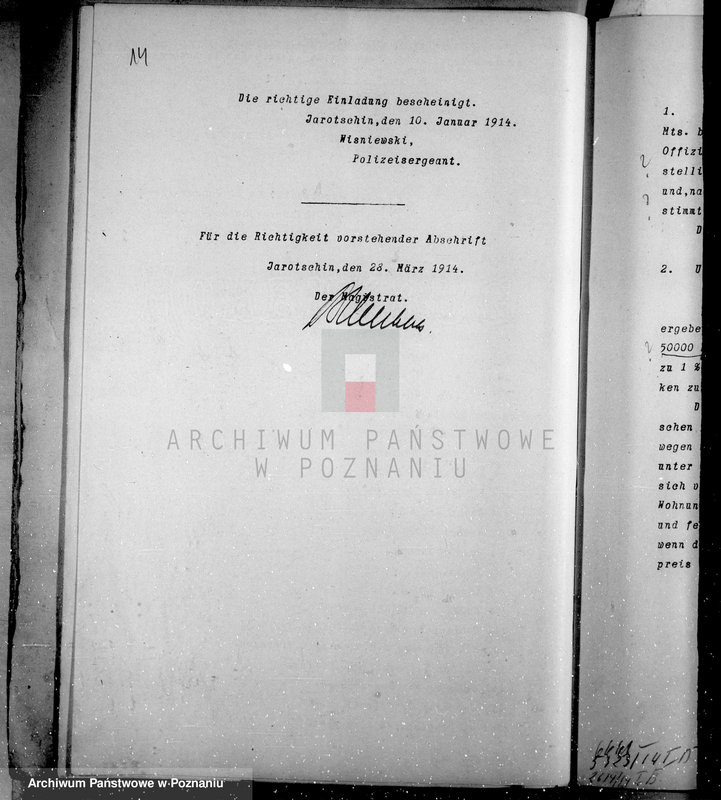 14
Die richtige Einladung bescheinigt.
Jarotschin, den 10. Januar 1914.
Wisniewski,
Polizeisergeant.
Für die Richtigkeit vorstehender Abschrift
Jarotschin, den 28. März 1914.
Der Magistrat.
ARCHIWUM PAŃSTWOWE
W POZNANIU
1.
Mts. b
Offizi
stelli
und, na
stimmt
D
2. U
ergebe
50000
zu 1 %
ken zu
D
schen
wegen
unter
sich v
Wohnun
und fe
wenn d
preis
Archiwum Państwowe w Poznaniu